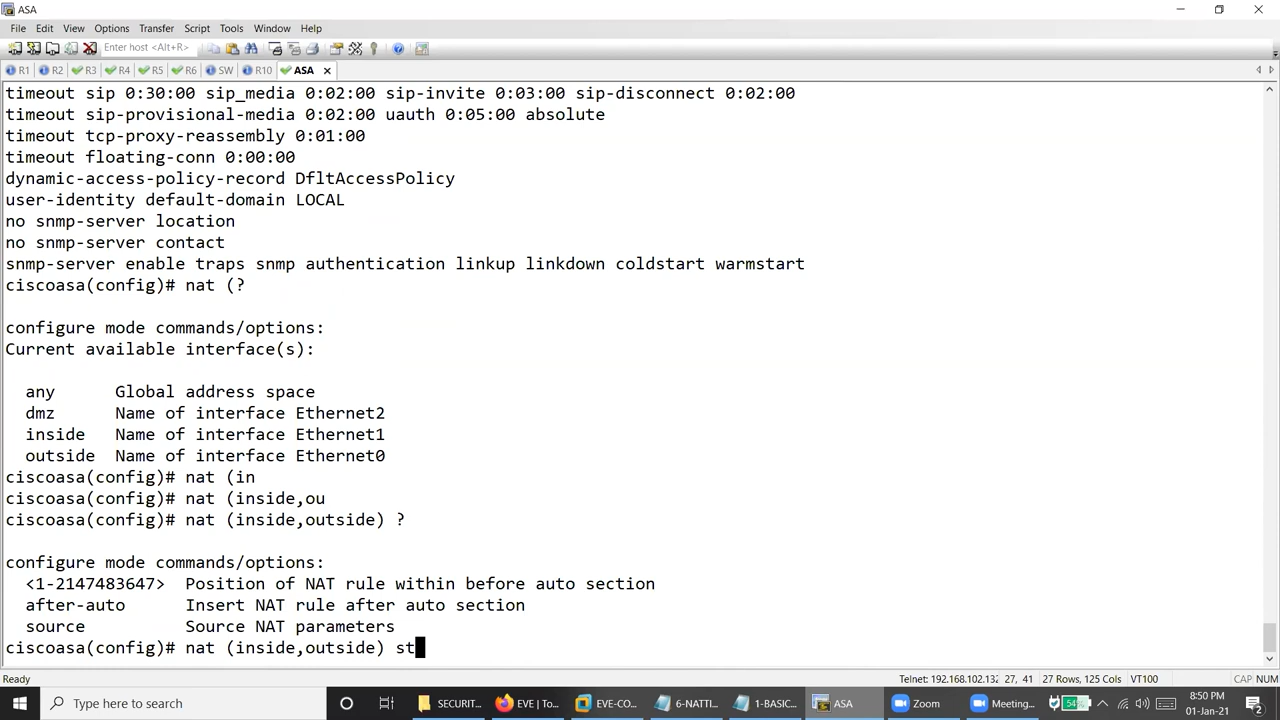 ASA
File Edit View Options Transfer Script Tools Window Help
Enter host <Alt+R>
R1 R2 R3 R4 R5 R6 SW R10 ASA
timeout sip 0:30:00 sip_media 0:02:00 sip-invite 0:03:00 sip-disconnect 0:02:00
timeout sip-provisional-media 0:02:00 uauth 0:05:00 absolute
timeout tcp-proxy-reassembly 0:01:00
timeout floating-conn 0:00:00
dynamic-access-policy-record DfltAccessPolicy
user-identity default-domain LOCAL
no snmp-server location
no snmp-server contact
snmp-server enable traps snmp authentication linkup linkdown coldstart warmstart
ciscoasa(config)# nat (?
configure mode commands/options:
Current available interface(s):
any Global address space
dmz Name of interface Ethernet2
inside Name of interface Ethernet1
outside Name of interface Ethernet0
ciscoasa(config)# nat (in
ciscoasa(config)# nat (inside,ou
ciscoasa(config)# nat (inside,outside) ?
configure mode commands/options:
<1-2147483647> Position of NAT rule within before auto section
after-auto Insert NAT rule after auto section
source Source NAT parameters
ciscoasa(config)# nat (inside,outside) st
Ready Telnet: 192.168.102.132 27, 41 27 Rows, 125 Cols VT100 CAP NUM
Type here to search SECURIT... EVE | To... EVE-CO... 6-NATTI... 1-BASIC... ASA Zoom Meeting... 54% 8:50 PM
01-Jan-21 2